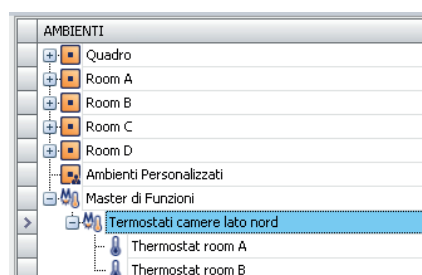 AMBIENTI
Quadro
Room A
Room B
Room C
Room D
Ambienti Personalizzati
Master di Funzioni
Termostati camere lato nord
Thermostat room A
Thermostat room B